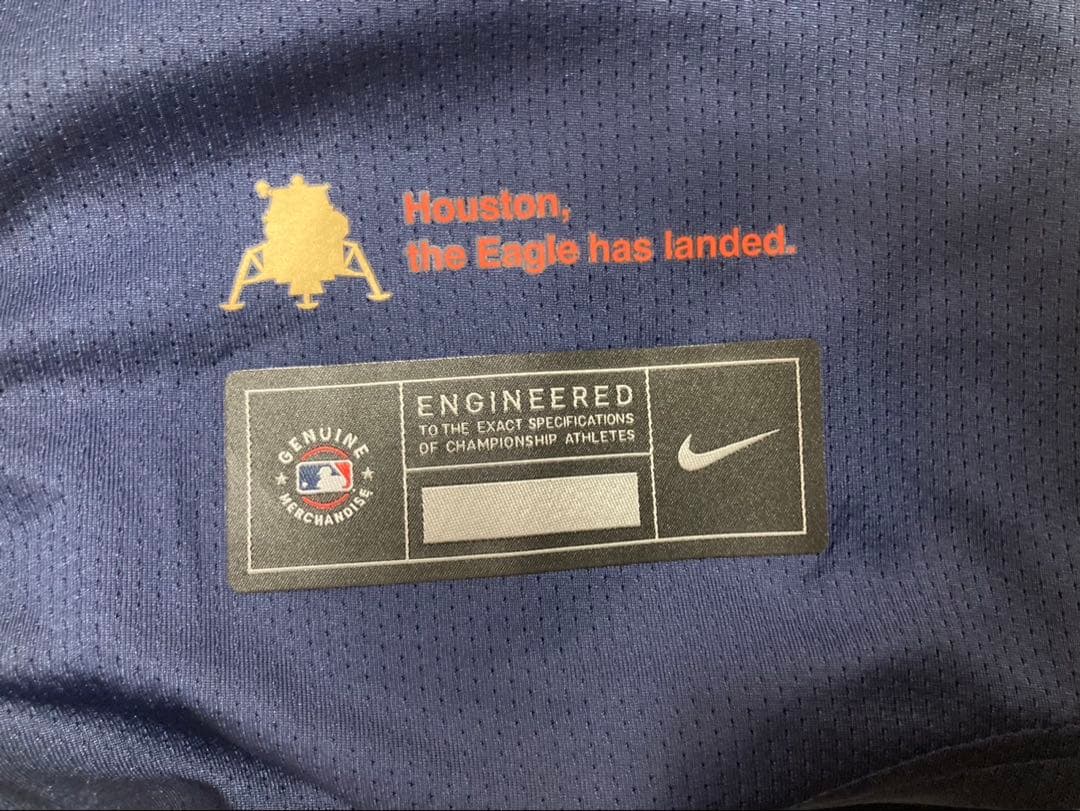 Houston,
the Eagle has landed.
GENUINE
MERCHANDISE
ENGINEERED
TO THE EXACT SPECIFICATIONS
OF CHAMPIONSHIP ATHLETES